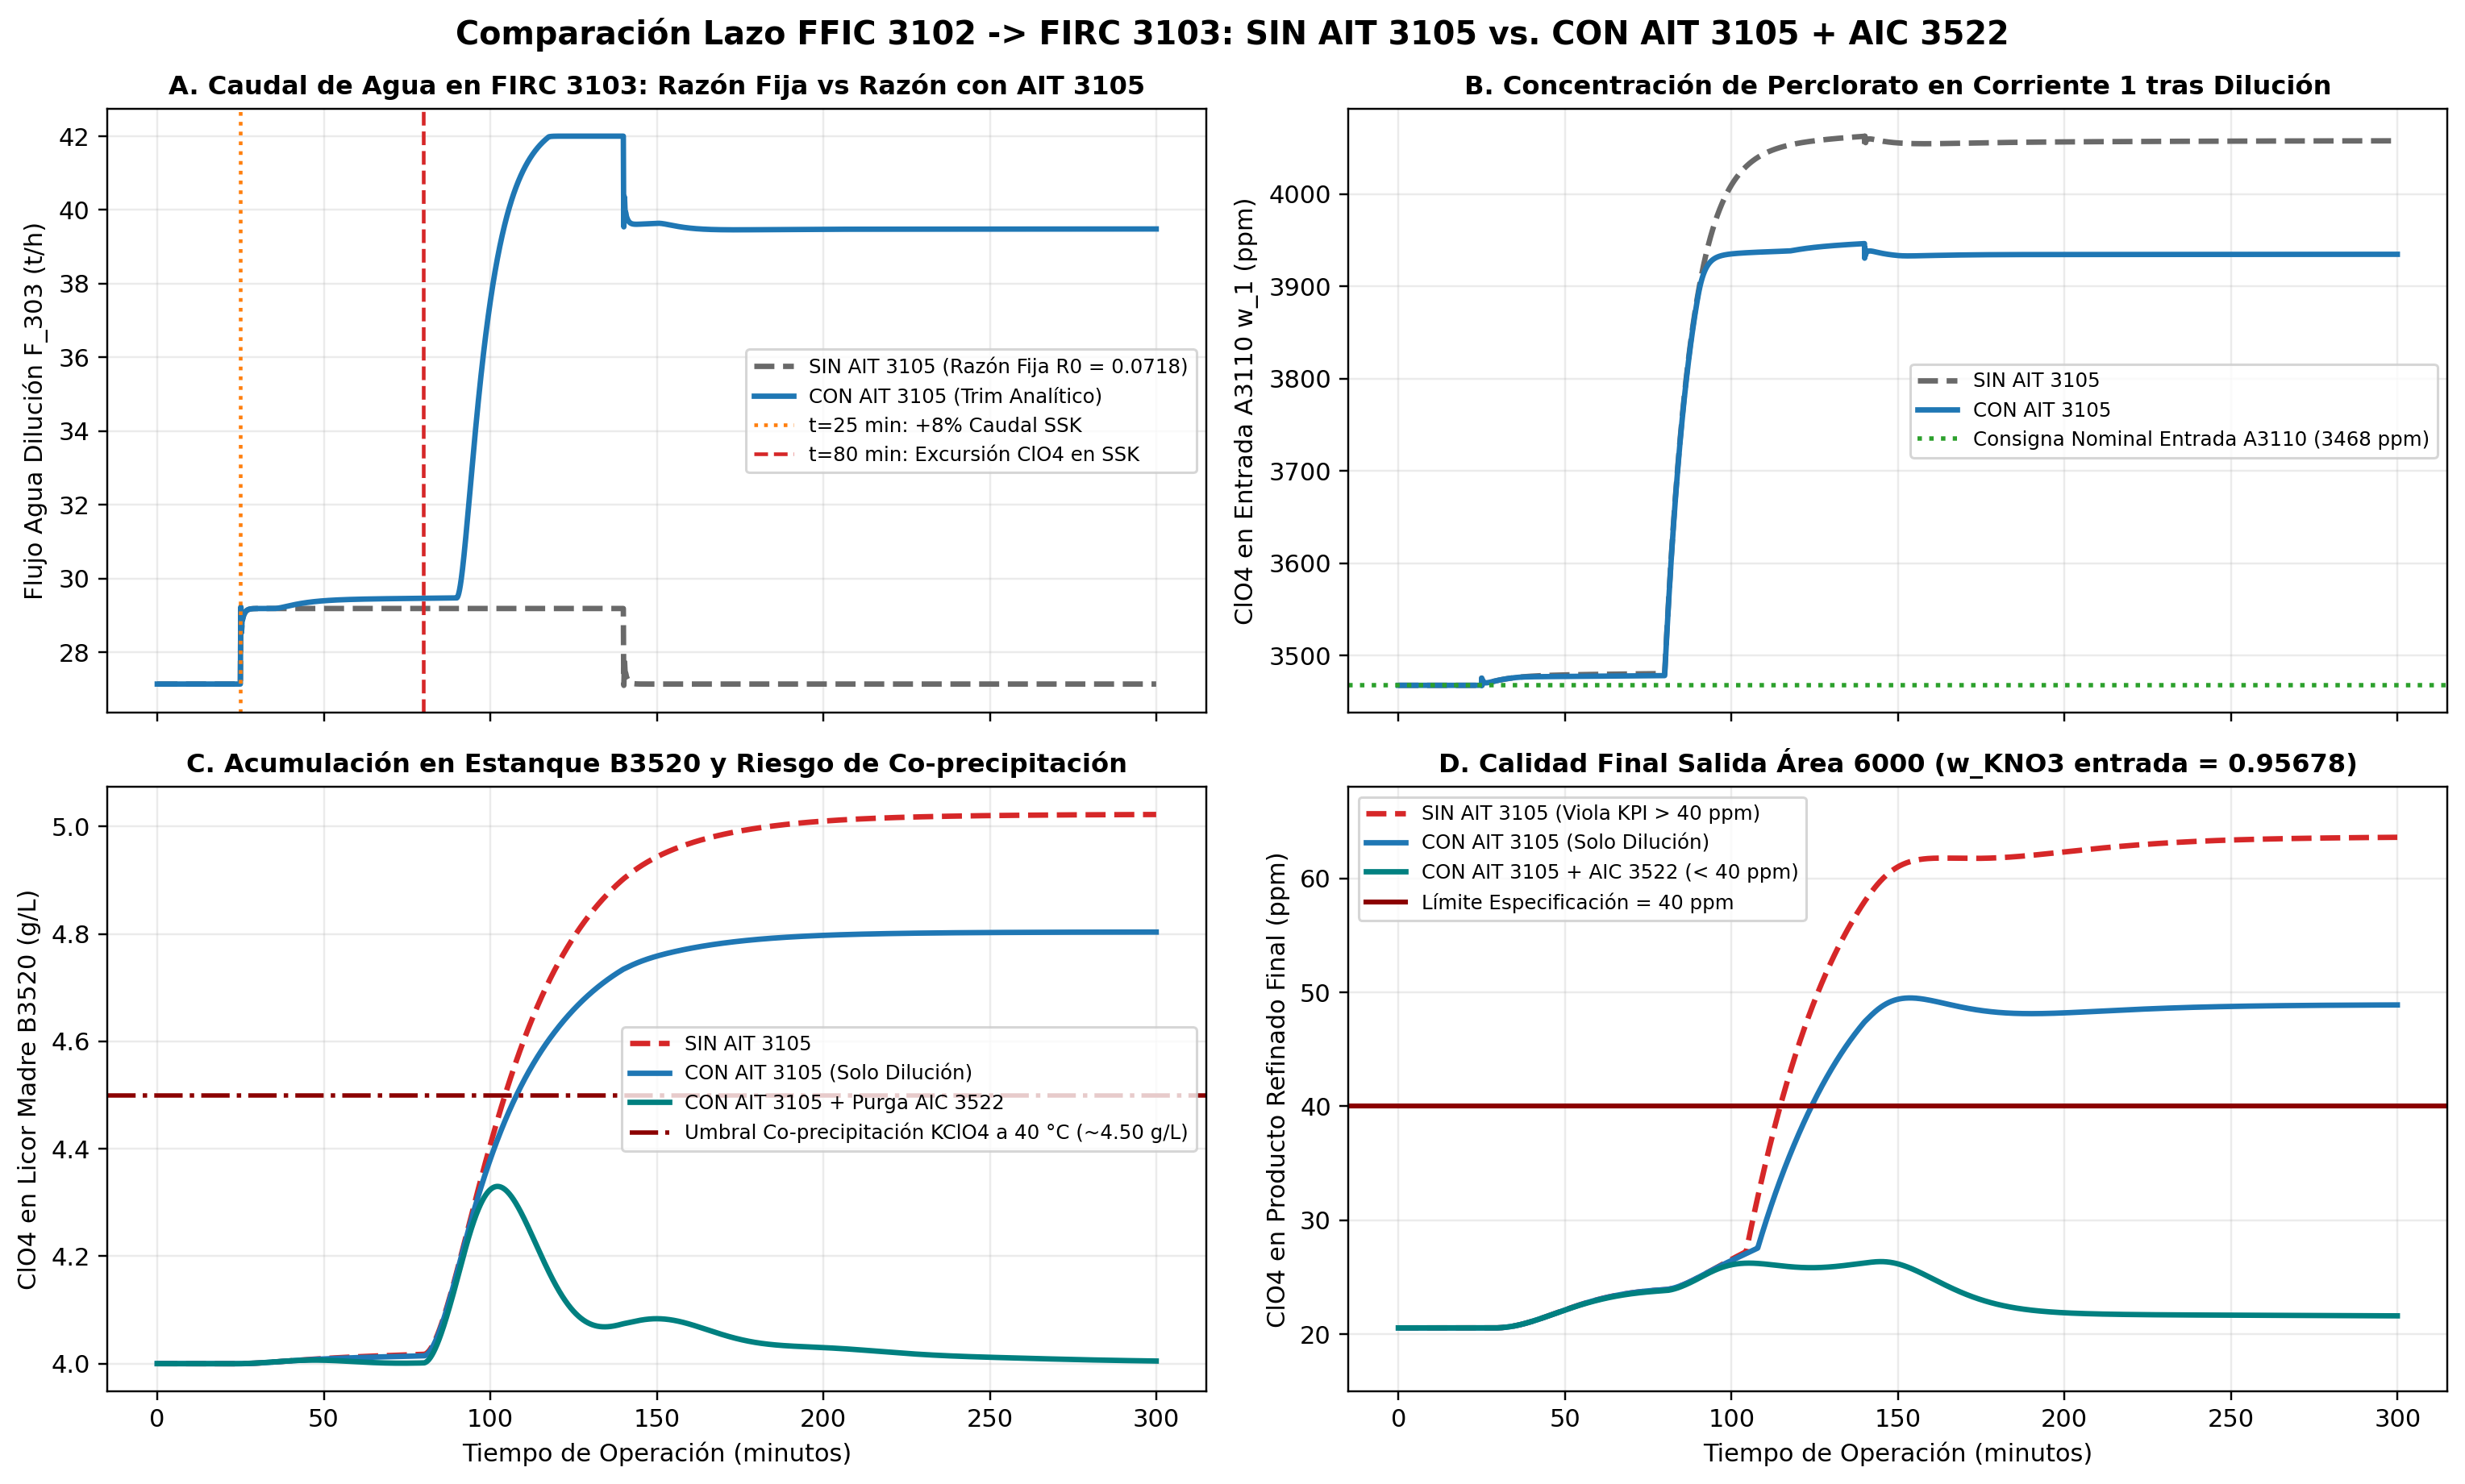 Comparación Lazo FFIC 3102 -> FIRC 3103: SIN AIT 3105 vs. CON AIT 3105 + AIC 3522
A. Caudal de Agua en FIRC 3103: Razón Fija vs Razón con AIT 3105
Flujo Agua Dilución F_303 (t/h)
42
40
38
36
34
32
30
28
SIN AIT 3105 (Razón Fija R0 = 0.0718)
CON AIT 3105 (Trim Analítico)
t=25 min: +8% Caudal SSK
t=80 min: Excursión ClO4 en SSK
B. Concentración de Perclorato en Corriente 1 tras Dilución
ClO4 en Entrada A3110 w_1 (ppm)
4000
3900
3800
3700
3600
3500
SIN AIT 3105
CON AIT 3105
Consigna Nominal Entrada A3110 (3468 ppm)
C. Acumulación en Estanque B3520 y Riesgo de Co-precipitación
ClO4 en Licor Madre B3520 (g/L)
5.0
4.8
4.6
4.4
4.2
4.0
SIN AIT 3105
CON AIT 3105 (Solo Dilución)
CON AIT 3105 + Purga AIC 3522
Umbral Co-precipitación KClO4 a 40 °C (~4.50 g/L)
0 50 100 150 200 250 300
Tiempo de Operación (minutos)
D. Calidad Final Salida Área 6000 (w_KNO3 entrada = 0.95678)
ClO4 en Producto Refinado Final (ppm)
60
50
40
30
20
SIN AIT 3105 (Viola KPI > 40 ppm)
CON AIT 3105 (Solo Dilución)
CON AIT 3105 + AIC 3522 (< 40 ppm)
Límite Especificación = 40 ppm
0 50 100 150 200 250 300
Tiempo de Operación (minutos)